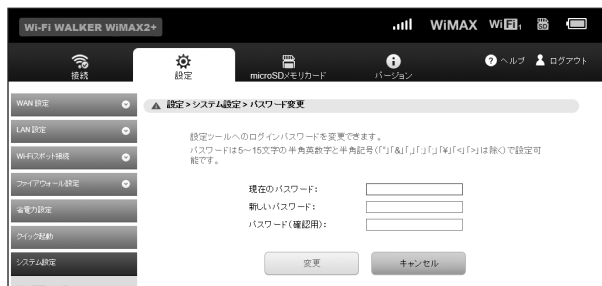 Wi-Fi WALKER WiMAX2+
WiMAX WiFi1
接続 設定 microSDメモリカード バージョン ヘルプ ログアウト
WAN 設定
LAN 設定
Wi-Fiスポット接続
ファイアウォール設定
省電力設定
クイック起動
システム設定
設定 > システム設定 > パスワード変更
設定ツールへのログインパスワードを変更できます。
パスワードは5~15文字の半角英数字と半角記号(「"」「&」「,」「:」「;」「¥」「<」「>」は除く)で設定可
能です。
現在のパスワード:
新しいパスワード:
パスワード(確認用):
変更 キャンセル